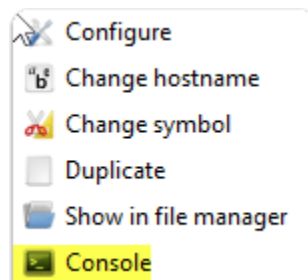 Configure
Change hostname
Change symbol
Duplicate
Show in file manager
Console